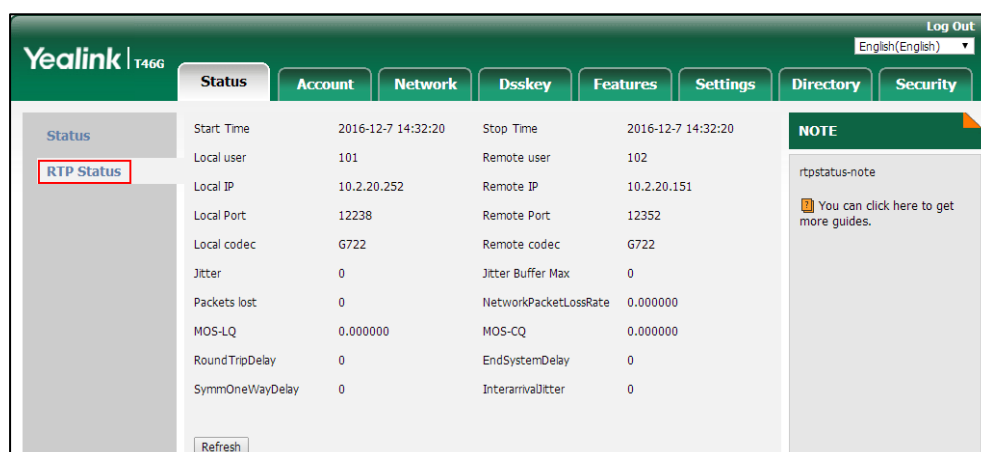 Log Out
English(English)
Yealink | T46G
Status Account Network Dsskey Features Settings Directory Security
Status
RTP Status
Start Time 2016-12-7 14:32:20 Stop Time 2016-12-7 14:32:20
Local user 101 Remote user 102
Local IP 10.2.20.252 Remote IP 10.2.20.151
Local Port 12238 Remote Port 12352
Local codec G722 Remote codec G722
Jitter 0 Jitter Buffer Max 0
Packets lost 0 NetworkPacketLossRate 0.000000
MOS-LQ 0.000000 MOS-CQ 0.000000
RoundTripDelay 0 EndSystemDelay 0
SymmOneWayDelay 0 InterarrivalJitter 0
Refresh
NOTE
rtpstatus-note
? You can click here to get
more guides.